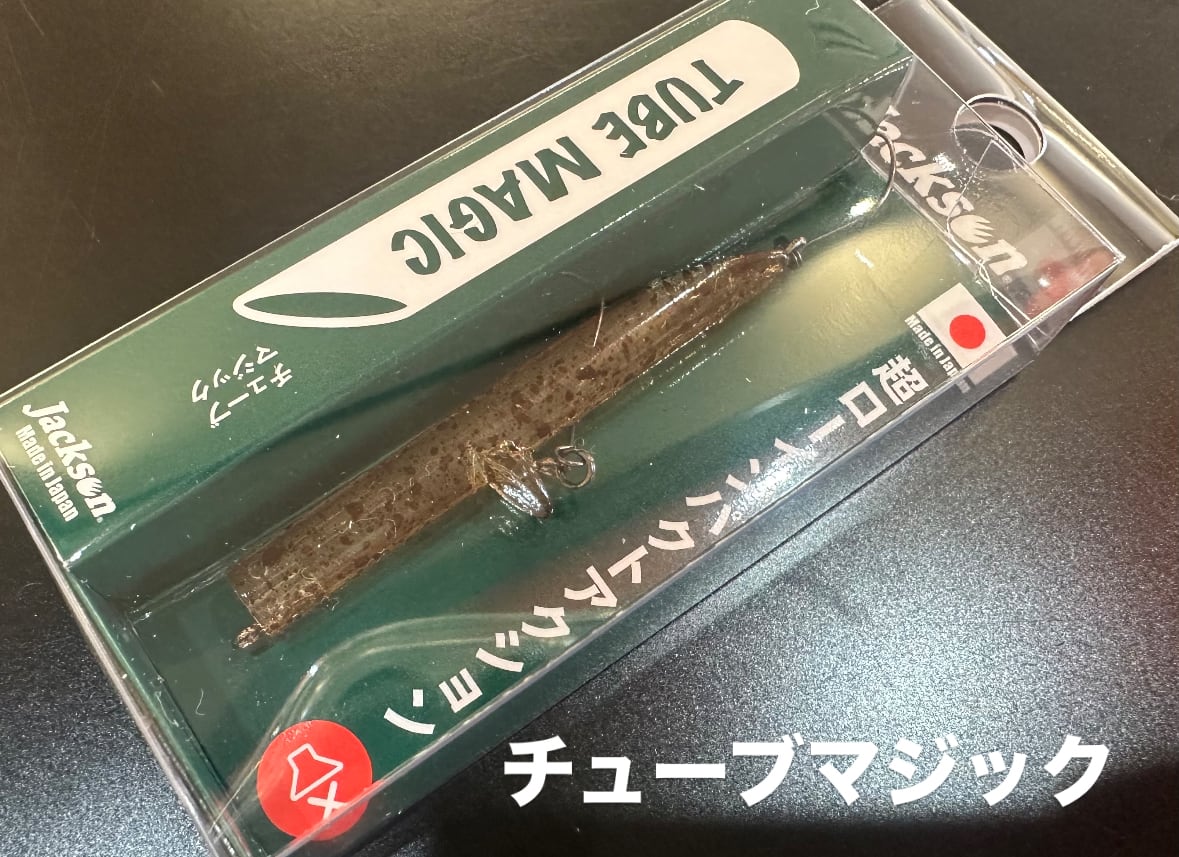 TUBE MAGIC
チューブ
マジック
Jackson
Made in Japan
Jackson
Made in Japan
超ローインパクトアクション
チューブマジック